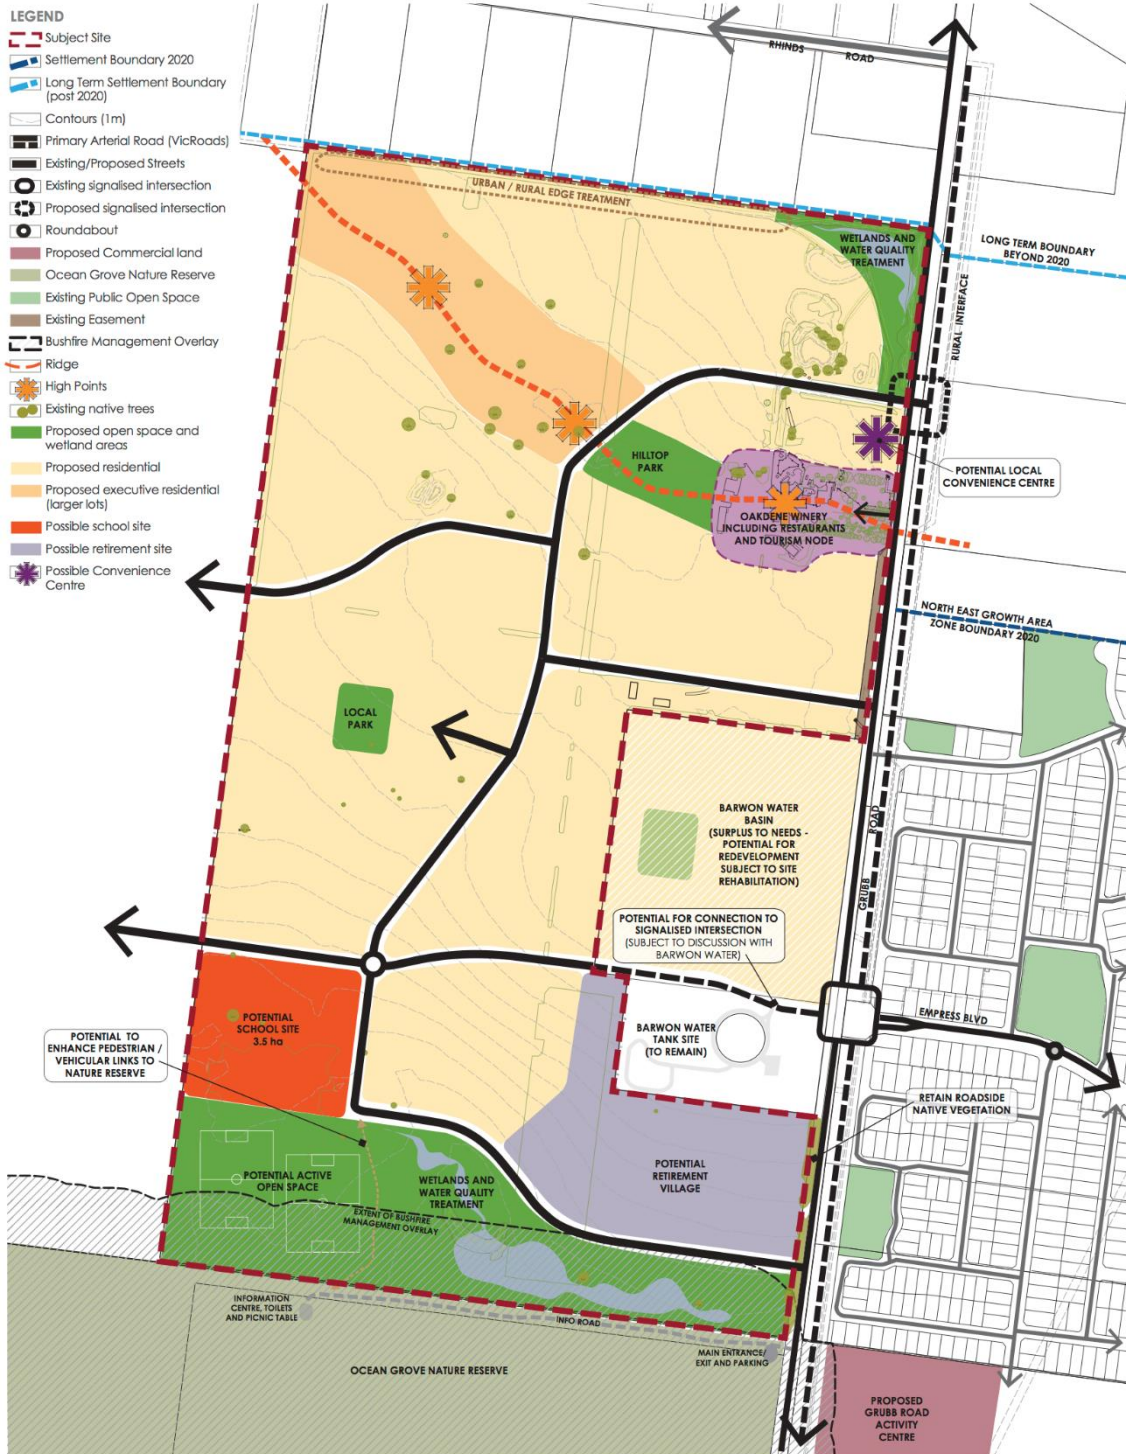 LEGEND
Subject Site
Settlement Boundary 2020
Long Term Settlement Boundary
(post 2020)
Contours (1m)
Primary Arterial Road (VicRoads)
Existing/Proposed Streets
Existing signalised intersection
Proposed signalised intersection
Roundabout
Proposed Commercial land
Ocean Grove Nature Reserve
Existing Public Open Space
Existing Easement
Bushfire Management Overlay
Ridge
High Points
Existing native trees
Proposed open space and
wetland areas
Proposed residential
Proposed executive residential
(larger lots)
Possible school site
Possible retirement site
Possible Convenience
Centre
RHINDS ROAD
URBAN / RURAL EDGE TREATMENT
WETLANDS AND
WATER QUALITY
TREATMENT
LONG TERM BOUNDARY
BEYOND 2020
RURAL INTERFACE
POTENTIAL LOCAL
CONVENIENCE CENTRE
HILLTOP
PARK
OAKDENE WINERY
INCLUDING RESTAURANTS
AND TOURISM NODE
NORTH EAST GROWTH AREA
ZONE BOUNDARY 2020
LOCAL
PARK
BARWON WATER
BASIN
(SURPLUS TO NEEDS -
POTENTIAL FOR
REDEVELOPMENT
SUBJECT TO SITE
REHABILITATION)
GRUBB ROAD
POTENTIAL FOR CONNECTION TO
SIGNALISED INTERSECTION
(SUBJECT TO DISCUSSION WITH
BARWON WATER)
EMPRESS BLVD
POTENTIAL
SCHOOL SITE
3.5 ha
BARWON WATER
TANK SITE
(TO REMAIN)
POTENTIAL TO
ENHANCE PEDESTRIAN /
VEHICULAR LINKS TO
NATURE RESERVE
RETAIN ROADSIDE
NATIVE VEGETATION
POTENTIAL ACTIVE
OPEN SPACE
WETLANDS AND
WATER QUALITY
TREATMENT
POTENTIAL
RETIREMENT
VILLAGE
EXTENT OF BUSHFIRE
MANAGEMENT OVERLAY
INFORMATION
CENTRE, TOILETS
AND PICNIC TABLE
INFO ROAD
MAIN ENTRANCE/
EXIT AND PARKING
OCEAN GROVE NATURE RESERVE
PROPOSED
GRUBB ROAD
ACTIVITY
CENTRE